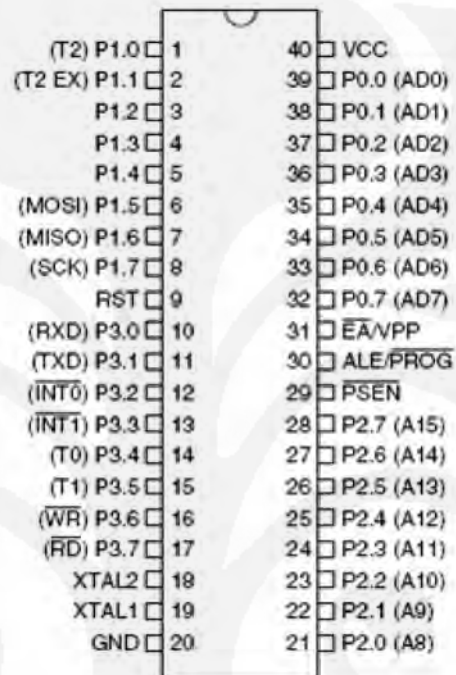 (T2) P1.0 1 40 VCC
(T2 EX) P1.1 2 39 P0.0 (AD0)
P1.2 3 38 P0.1 (AD1)
P1.3 4 37 P0.2 (AD2)
P1.4 5 36 P0.3 (AD3)
(MOSI) P1.5 6 35 P0.4 (AD4)
(MISO) P1.6 7 34 P0.5 (AD5)
(SCK) P1.7 8 33 P0.6 (AD6)
RST 9 32 P0.7 (AD7)
(RXD) P3.0 10 31 E̅A̅/VPP
(TXD) P3.1 11 30 ALE/P̅R̅O̅G̅
(I̅N̅T̅0̅) P3.2 12 29 P̅S̅E̅N̅
(I̅N̅T̅1̅) P3.3 13 28 P2.7 (A15)
(T0) P3.4 14 27 P2.6 (A14)
(T1) P3.5 15 26 P2.5 (A13)
(W̅R̅) P3.6 16 25 P2.4 (A12)
(R̅D̅) P3.7 17 24 P2.3 (A11)
XTAL2 18 23 P2.2 (A10)
XTAL1 19 22 P2.1 (A9)
GND 20 21 P2.0 (A8)